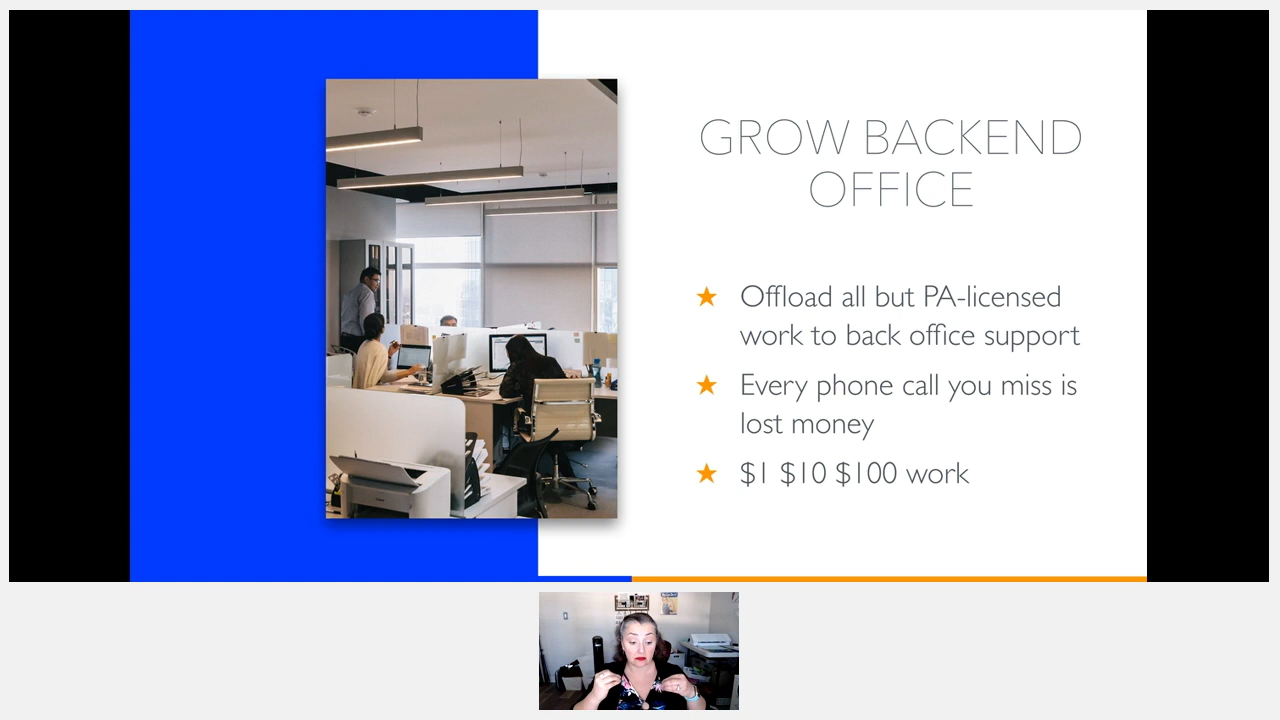 GROW BACKEND
OFFICE
Offload all but PA-licensed
work to back office support
Every phone call you miss is
lost money
$1 $10 $100 work